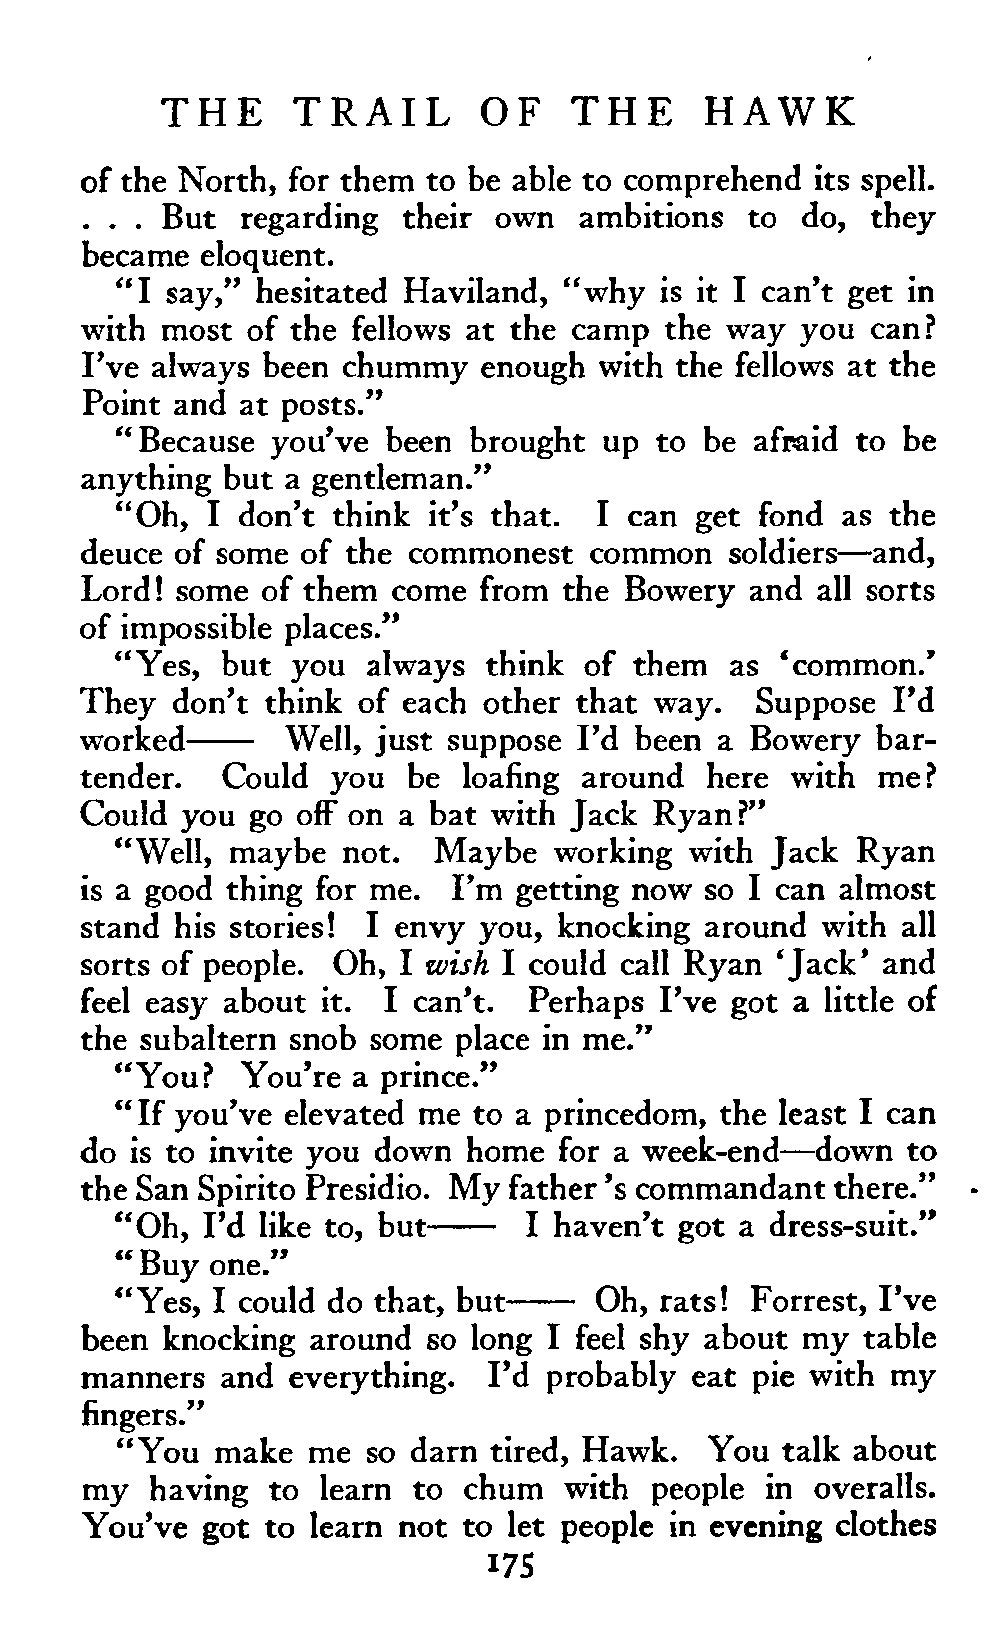 THE TRAIL OF THE HAWK
of the North, for them to be able to comprehend its spell.
. . . But regarding their own ambitions to do, they
became eloquent.
“I say,” hesitated Haviland, “why is it I can’t get in
with most of the fellows at the camp the way you can?
I’ve always been chummy enough with the fellows at the
Point and at posts.”
“Because you’ve been brought up to be afraid to be
anything but a gentleman.”
“Oh, I don’t think it’s that. I can get fond as the
deuce of some of the commonest common soldiers—and,
Lord! some of them come from the Bowery and all sorts
of impossible places.”
“Yes, but you always think of them as ‘common.’
They don’t think of each other that way. Suppose I’d
worked—— Well, just suppose I’d been a Bowery bar-
tender. Could you be loafing around here with me?
Could you go off on a bat with Jack Ryan?”
“Well, maybe not. Maybe working with Jack Ryan
is a good thing for me. I’m getting now so I can almost
stand his stories! I envy you, knocking around with all
sorts of people. Oh, I wish I could call Ryan ‘Jack’ and
feel easy about it. I can’t. Perhaps I’ve got a little of
the subaltern snob some place in me.”
“You? You’re a prince.”
“If you’ve elevated me to a princedom, the least I can
do is to invite you down home for a week-end—down to
the San Spirito Presidio. My father’s commandant there.”
“Oh, I’d like to, but—— I haven’t got a dress-suit.”
“Buy one.”
“Yes, I could do that, but—— Oh, rats! Forrest, I’ve
been knocking around so long I feel shy about my table
manners and everything. I’d probably eat pie with my
fingers.”
“You make me so darn tired, Hawk. You talk about
my having to learn to chum with people in overalls.
You’ve got to learn not to let people in evening clothes
175